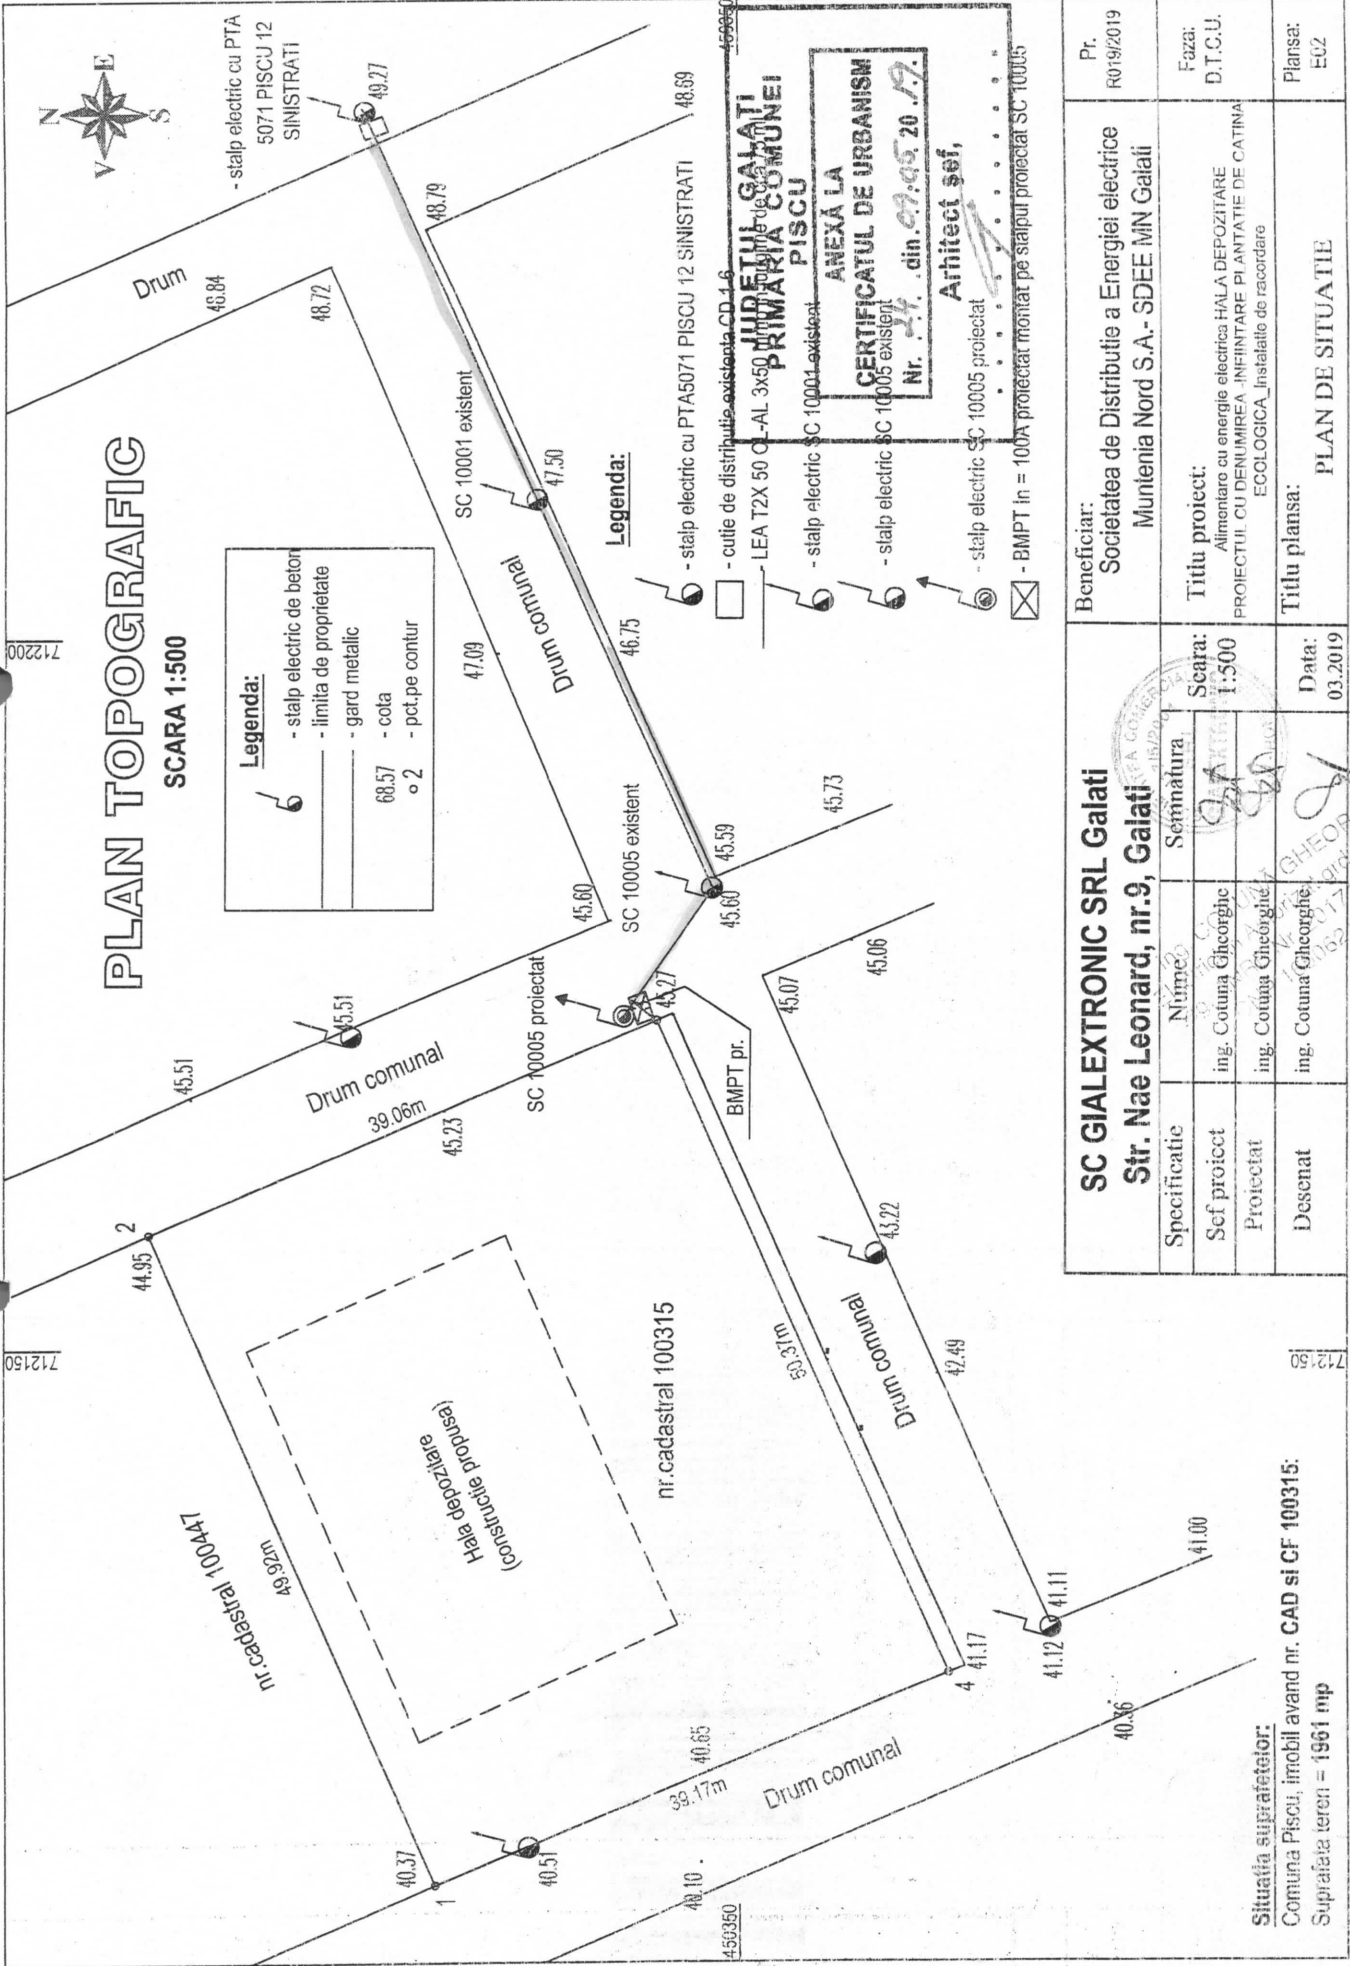 PLAN TOPOGRAFIC
SCARA 1:500
N
V
E
S
- stalp electric cu PTA
5071 PISCU 12
SINISTRATI
712200
712150
Legenda:
- stalp electric de beton
- limita de proprietate
- gard metalic
68.57 - cota
2 - pct.pe contur
Drum
49.27
48.84
48.72
48.79
48.69
SC 10001 existent
47.50
47.09
Drum comunal
46.75
SC 10005 existent
45.60
45.60
45.59
45.73
45.51
45.51
Drum comunal
39.06m
45.23
SC 10005 proiectat
45.27
BMPT pr.
45.07
45.06
2
44.95
nr.cadastral 100447
49.92m
Hala depozitare
(constructie propusa)
nr.cadastral 100315
50.37m
Drum comunal
43.22
42.49
41.11
41.12
41.00
41.17
4
40.36
40.65
39.17m
Drum comunal
40.37
1
40.51
40.10
450350
712150
Legenda:
- stalp electric cu PTA5071 PISCU 12 SINISTRATI
- cutie de distributie existenta CD 1-6
- LEA T2X 50 OL-AL 3x50
- stalp electric SC 10001 existent
- stalp electric SC 10005 existent
- stalp electric SC 10005 proiectat
- BMPT In = 100A proiectat montat pe stalpul proiectat SC 10005
JUDETUL GALATI
PRIMARIA COMUNEI
PISCU
ANEXĂ LA
CERTIFICATUL DE URBANISM
Nr. 24. din. 09.05. 2019.
Arhitect șef,
SC GIALEXTRONIC SRL Galati
Str. Nae Leonard, nr.9, Galati
Specificatie Nume Semnatura
Sef proiect ing. Cotuna Gheorghe
Proiectat ing. Cotuna Gheorghe
Desenat ing. Cotuna Gheorghe
Scara:
1:500
Data:
03.2019
Beneficiar:
Societatea de Distributie a Energiei electrice
Muntenia Nord S.A.- SDEE MN Galati
Titlu proiect:
Alimentare cu energie electrica HALA DEPOZITARE
PROIECTUL CU DENUMIREA -INFIINTARE PLANTATIE DE CATINA
ECOLOGICA_Instalatie de racordare
Titlu plansa:
PLAN DE SITUATIE
Pr.
R019/2019
Faza:
D.T.C.U.
Plansa:
E02
Situatia suprafetelor:
Comuna Piscu, imobil avand nr. CAD si CF 100315:
Suprafata teren = 1961 mp